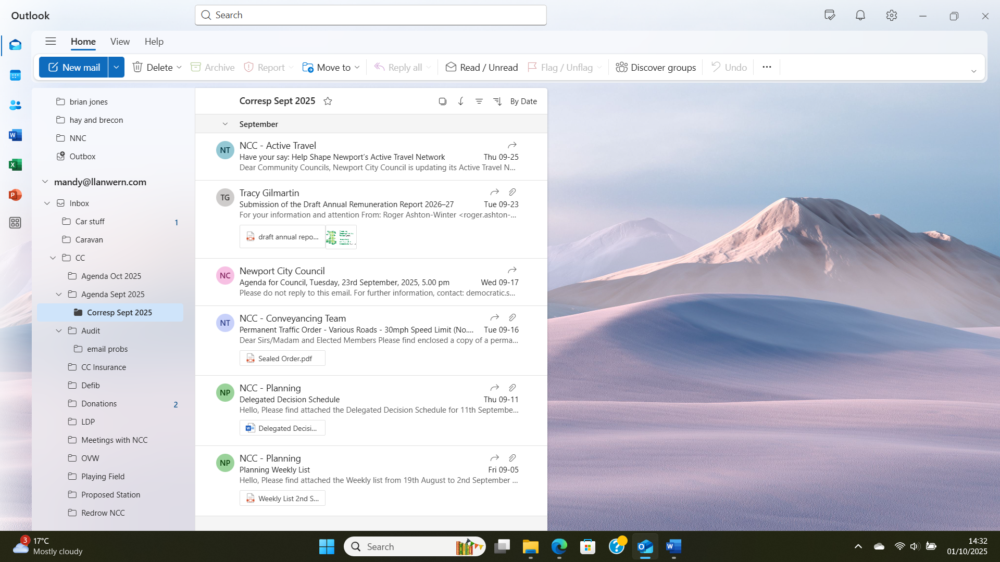 Outlook
Search
Home
View
Help
New mail
Delete
Archive
Report
Move to
Reply all
Read / Unread
Flag / Unflag
Discover groups
Undo
brian jones
hay and brecon
NNC
Outbox
mandy@llanwern.com
Inbox
Car stuff 1
Caravan
CC
Agenda Oct 2025
Agenda Sept 2025
Corresp Sept 2025
Audit
email probs
CC Insurance
Defib
Donations 2
LDP
Meetings with NCC
OVW
Playing Field
Proposed Station
Redrow NCC
Corresp Sept 2025
By Date
September
NT
NCC - Active Travel
Have your say: Help Shape Newport’s Active Travel Network Thu 09-25
Dear Community Councils, Newport City Council is updating its Active Travel N...
TG
Tracy Gilmartin
Submission of the Draft Annual Remuneration Report 2026–27 Tue 09-23
For your information and attention From: Roger Ashton-Winter <roger.ashton-...
draft annual repo...
NC
Newport City Council
Agenda for Council, Tuesday, 23rd September, 2025, 5.00 pm Wed 09-17
Please do not reply to this email. For further information, contact: democratic.s...
NT
NCC - Conveyancing Team
Permanent Traffic Order - Various Roads - 30mph Speed Limit (No.... Tue 09-16
Dear Sirs/Madam and Elected Members Please find enclosed a copy of a perma...
Sealed Order.pdf
NP
NCC - Planning
Delegated Decision Schedule Thu 09-11
Hello, Please find attached the Delegated Decision Schedule for 11th Septembe...
Delegated Decisi...
NP
NCC - Planning
Planning Weekly List Fri 09-05
Hello, Please find attached the Weekly list from 19th August to 2nd September ...
Weekly List 2nd S...
3
17°C
Mostly cloudy
Search
14:32
01/10/2025